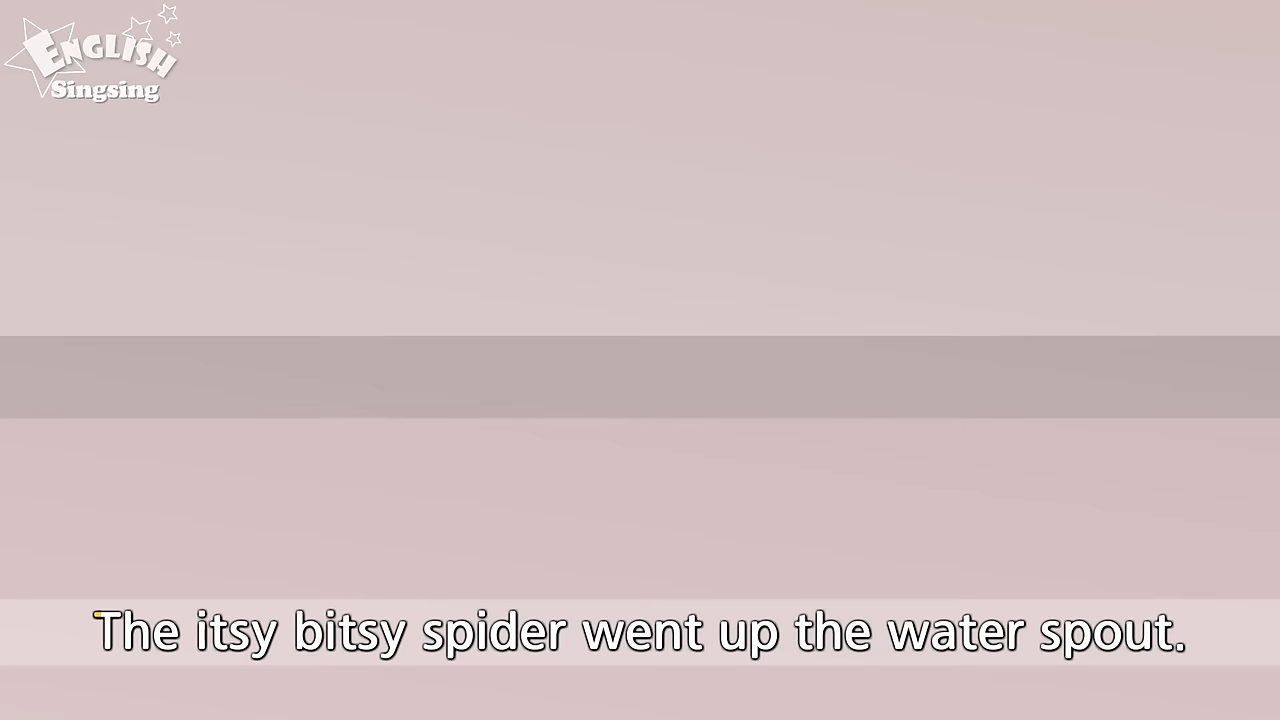 ENGLISH
Singsing
The itsy bitsy spider went up the water spout.